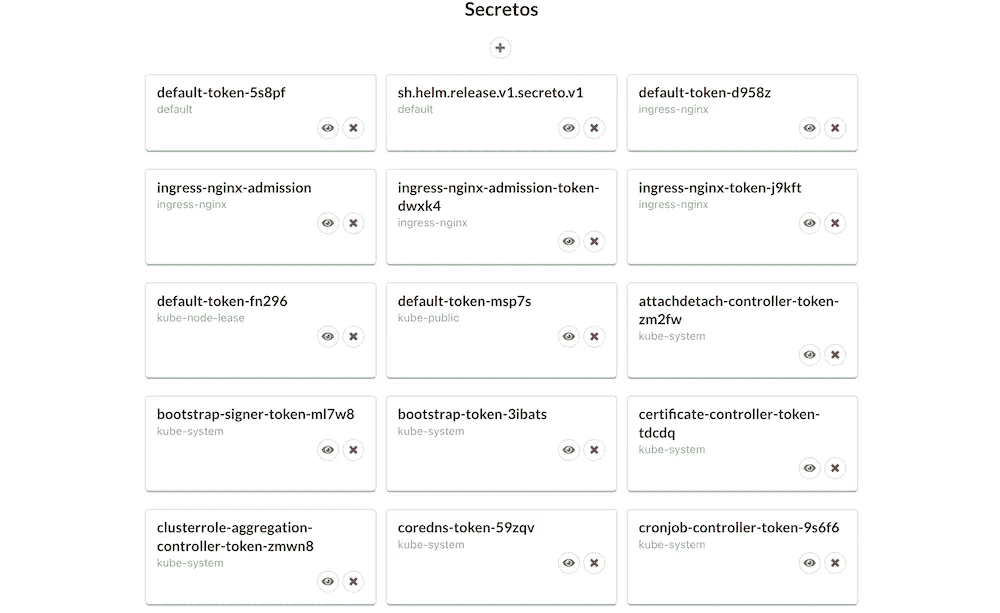 Secretos
default-token-5s8pf
default
sh.helm.release.v1.secreto.v1
default
default-token-d958z
ingress-nginx
ingress-nginx-admission
ingress-nginx
ingress-nginx-admission-token-
dwxk4
ingress-nginx
ingress-nginx-token-j9kft
ingress-nginx
default-token-fn296
kube-node-lease
default-token-msp7s
kube-public
attachdetach-controller-token-
zm2fw
kube-system
bootstrap-signer-token-ml7w8
kube-system
bootstrap-token-3ibats
kube-system
certificate-controller-token-
tdcdq
kube-system
clusterrole-aggregation-
controller-token-zmwn8
kube-system
coredns-token-59zqv
kube-system
cronjob-controller-token-9s6f6
kube-system